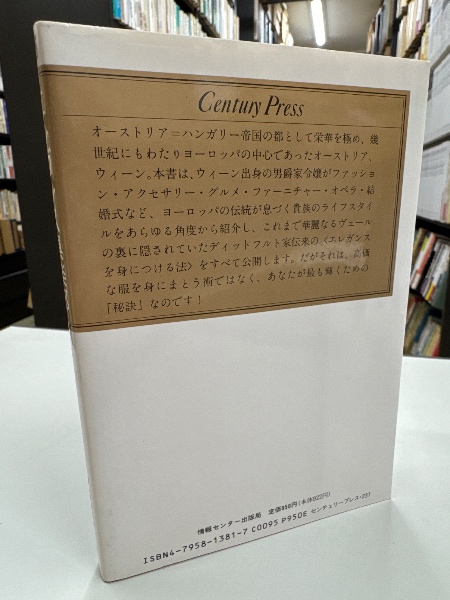 Century Press
オーストリア＝ハンガリー帝国の都として栄華を極め、幾
世紀にもわたりヨーロッパの中心であったオーストリア、
ウィーン。本書は、ウィーン出身の男爵家令嬢がファッショ
ン・アクセサリー・グルメ・ファーニチャー・オペラ・結
婚式など、ヨーロッパの伝統が息づく貴族のライフスタイ
ルをあらゆる角度から紹介し、これまで華麗なるヴェール
の裏に隠されていたディットフルト家伝来の〈エレガンス
を身につける法〉をすべて公開します。だがそれは、高価
な服を身にまとう術ではなく、あなたが最も輝くための
「秘訣」なのです！
情報センター出版局 定価950円(本体922円)
ISBN4-7958-1381-7 C0095 P950E センチュリープレス・